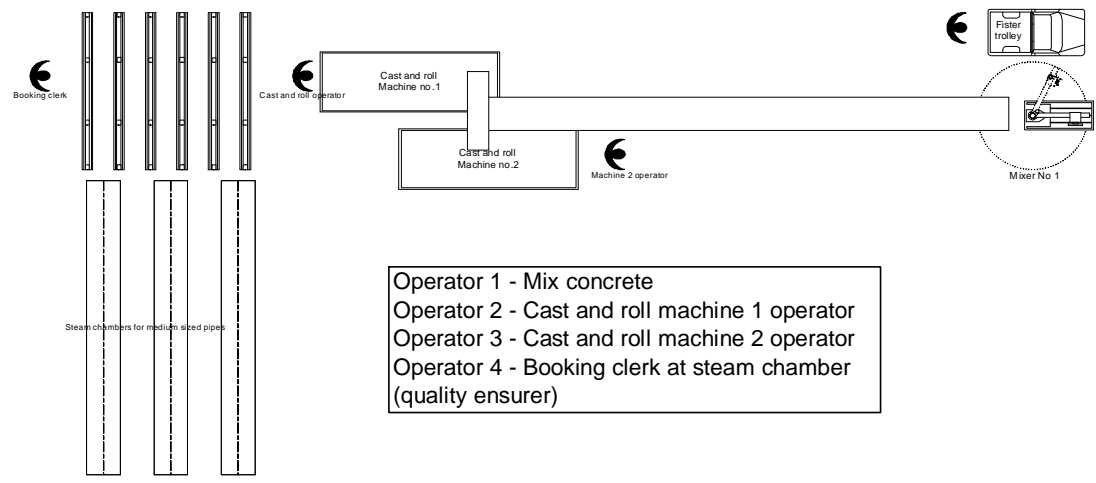 Fister
trolley
Cast and roll
Machine no.1
Booking clerk
Cast and roll operator
Cast and roll
Machine no.2
Machine 2 operator
Mixer No 1
Operator 1 - Mix concrete
Operator 2 - Cast and roll machine 1 operator
Operator 3 - Cast and roll machine 2 operator
Operator 4 - Booking clerk at steam chamber
(quality ensurer)
Steam chambers for medium sized pipes